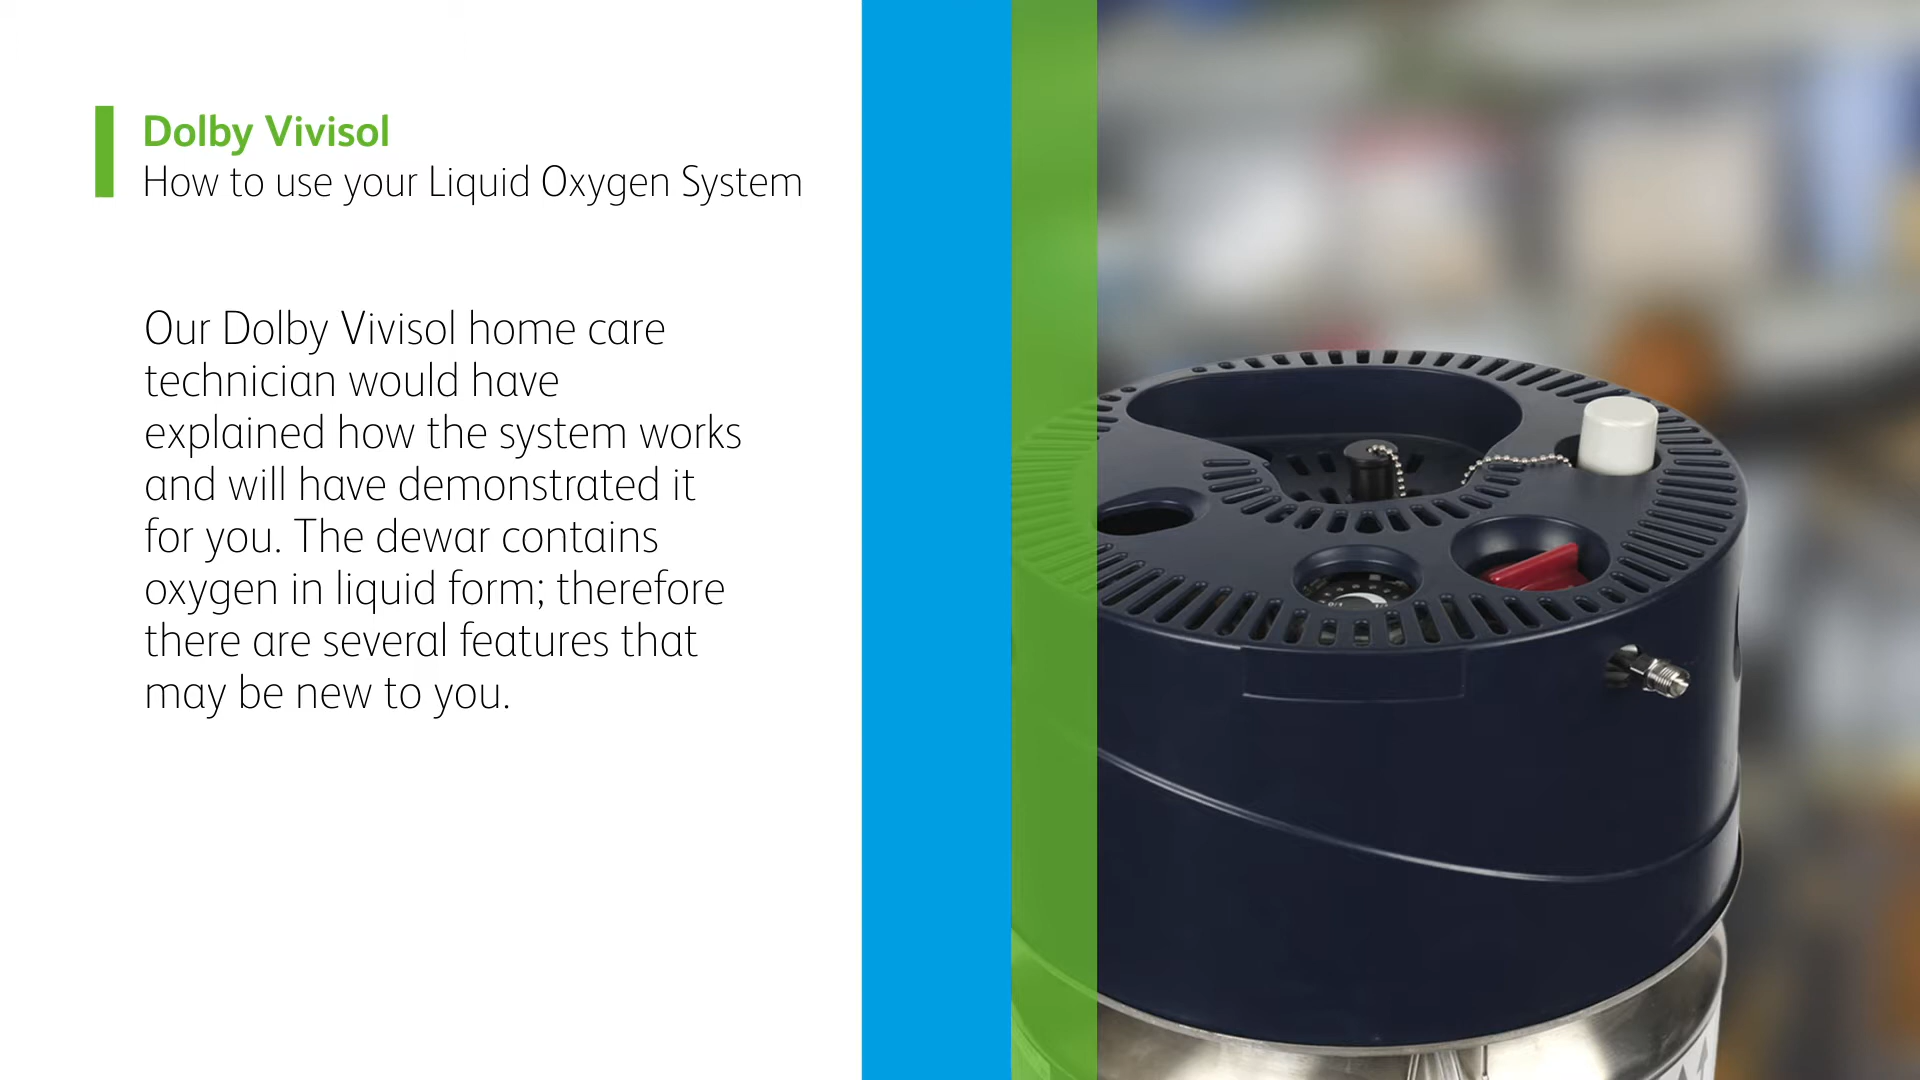 Dolby Vivisol
How to use your Liquid Oxygen System
Our Dolby Vivisol home care
technician would have
explained how the system works
and will have demonstrated it
for you. The dewar contains
oxygen in liquid form; therefore
there are several features that
may be new to you.